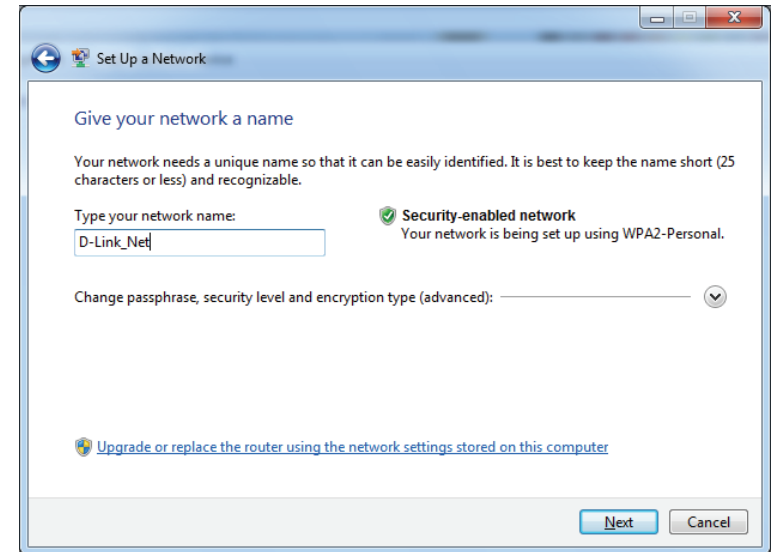 Set Up a Network
Give your network a name
Your network needs a unique name so that it can be easily identified. It is best to keep the name short (25
characters or less) and recognizable.
Type your network name:
D-Link_Net
Security-enabled network
Your network is being set up using WPA2-Personal.
Change passphrase, security level and encryption type (advanced):
Upgrade or replace the router using the network settings stored on this computer
Next
Cancel